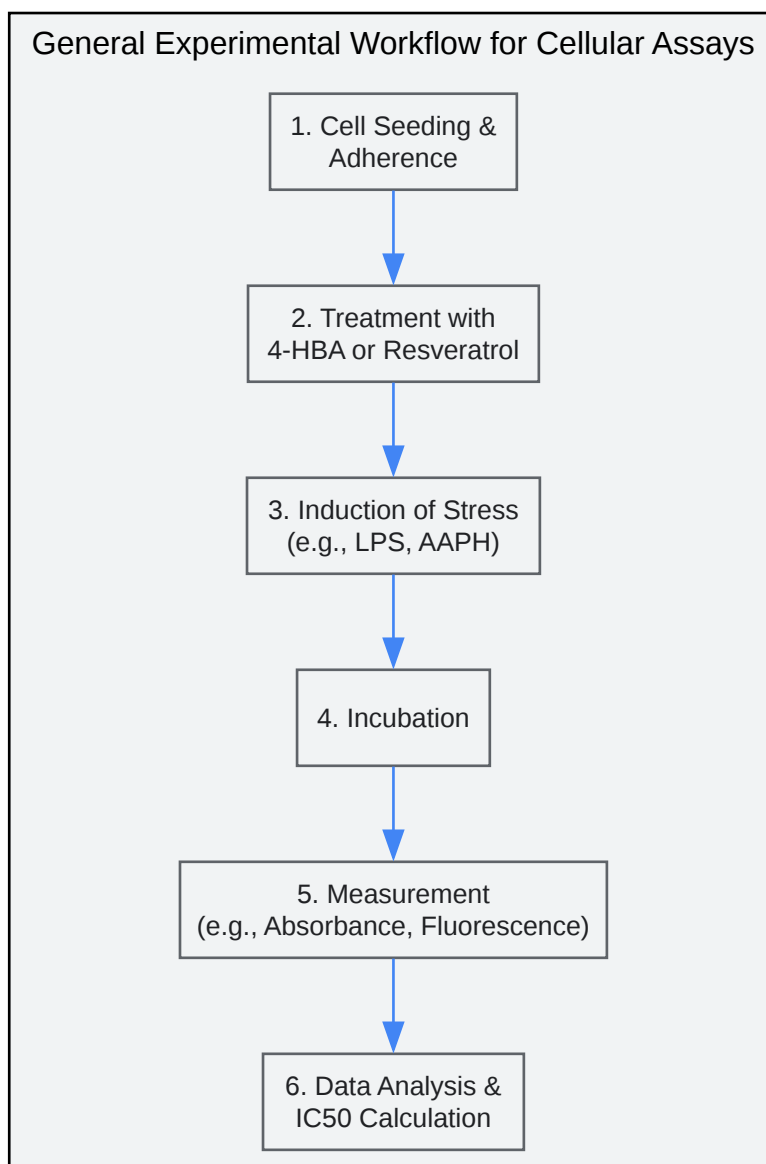 General Experimental Workflow for Cellular Assays
1. Cell Seeding &
Adherence
2. Treatment with
4-HBA or Resveratrol
3. Induction of Stress
(e.g., LPS, AAPH)
4. Incubation
5. Measurement
(e.g., Absorbance, Fluorescence)
6. Data Analysis &
IC50 Calculation